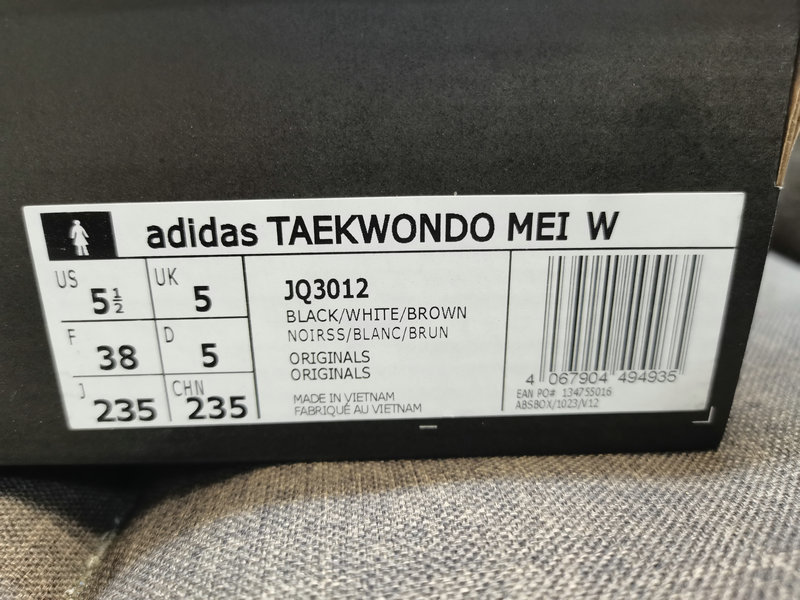 adidas TAEKWONDO MEI W
US 5½ UK 5
F 38 D 5
J 235 CHN 235
JQ3012
BLACK/WHITE/BROWN
NOIRSS/BLANC/BRUN
ORIGINALS
ORIGINALS
MADE IN VIETNAM
FABRIQUÉ AU VIETNAM
4 067904 494935
EAN PO# 134755016
ABSBOX/1023/V.12